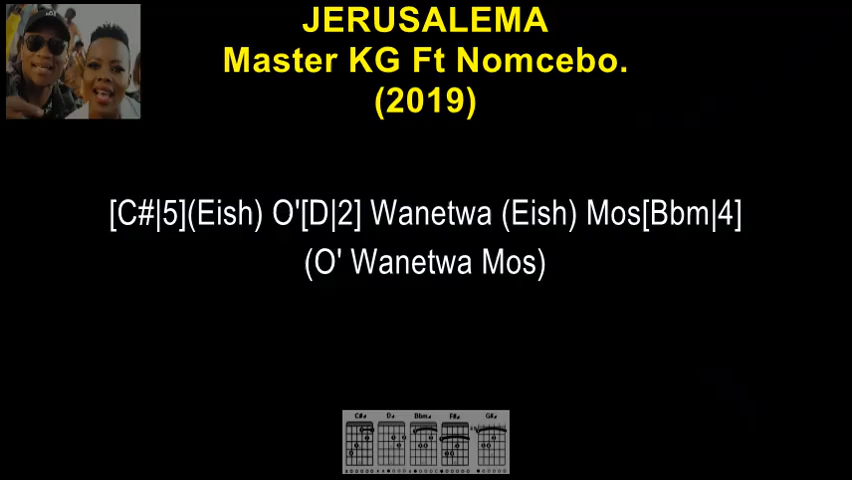 JERUSALEMA
Master KG Ft Nomcebo.
(2019)
[C#|5](Eish) O'[D|2] Wanetwa (Eish) Mos[Bbm|4]
(O' Wanetwa Mos)